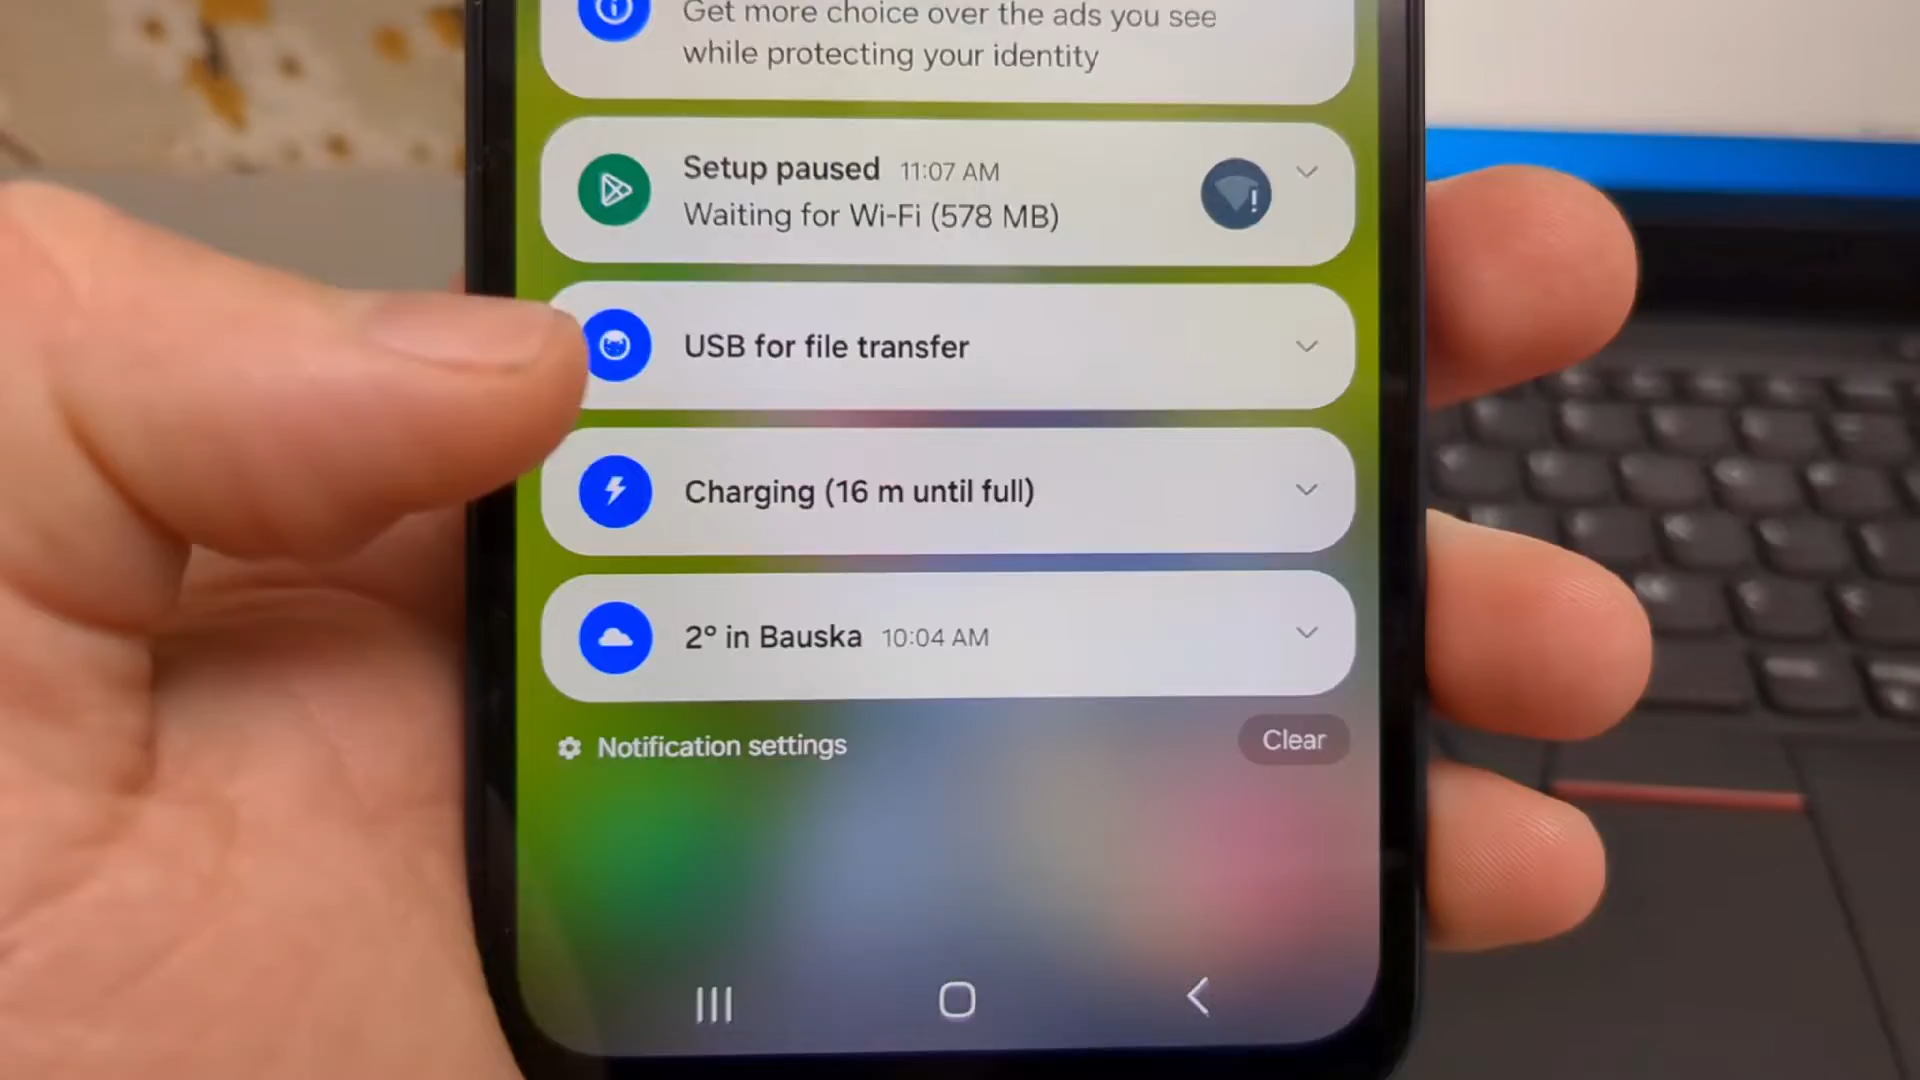 Get more choice over the ads you see
while protecting your identity
Setup paused 11:07 AM
Waiting for Wi-Fi (578 MB)
USB for file transfer
Charging (16 m until full)
2° in Bauska 10:04 AM
Notification settings
Clear